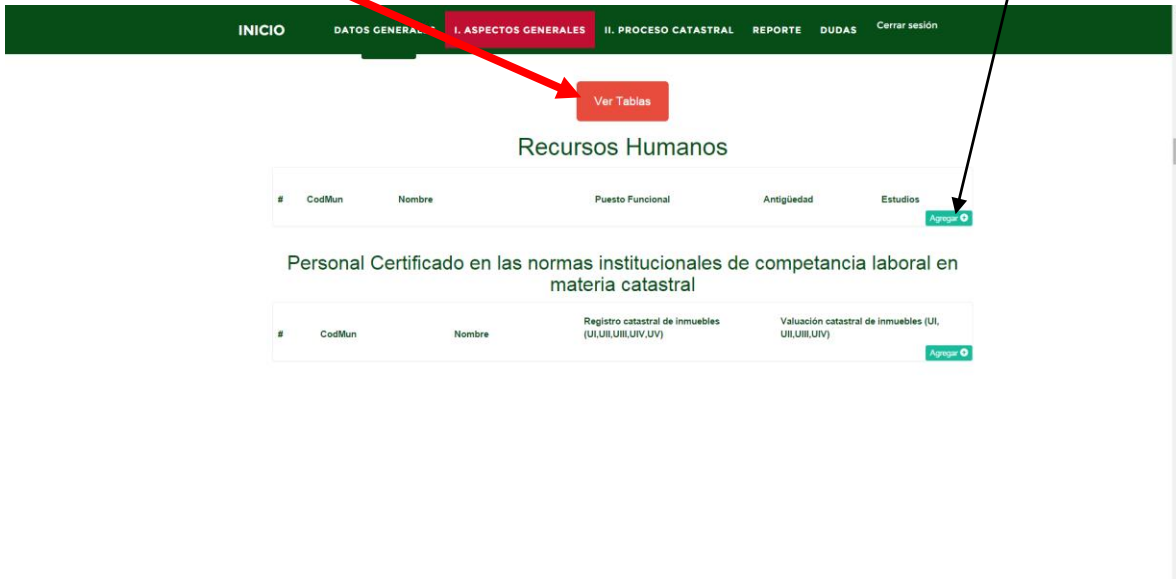 INICIO DATOS GENERALES I. ASPECTOS GENERALES II. PROCESO CATASTRAL REPORTE DUDAS Cerrar sesión
Ver Tablas
Recursos Humanos
# CodMun Nombre Puesto Funcional Antigüedad Estudios
Agregar
Personal Certificado en las normas institucionales de competancia laboral en
materia catastral
# CodMun Nombre Registro catastral de inmuebles Valuación catastral de inmuebles (UI,
(UI,UII,UIII,UIV,UV) UII,UIII,UIV)
Agregar